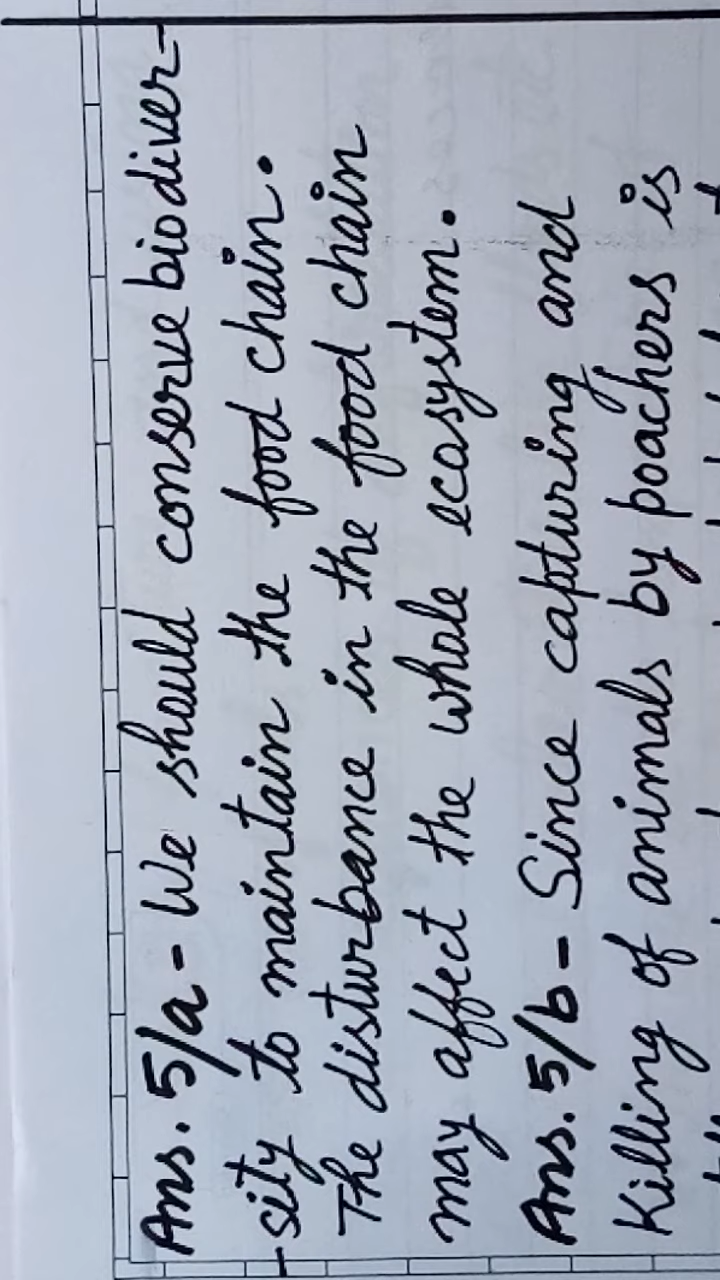 Ans. 5/a - We should conserve biodiver-
-sity to maintain the food chain.
The disturbance in the food chain
may affect the whole ecosystem.
Ans. 5/b - Since capturing and
Killing of animals by poachers is